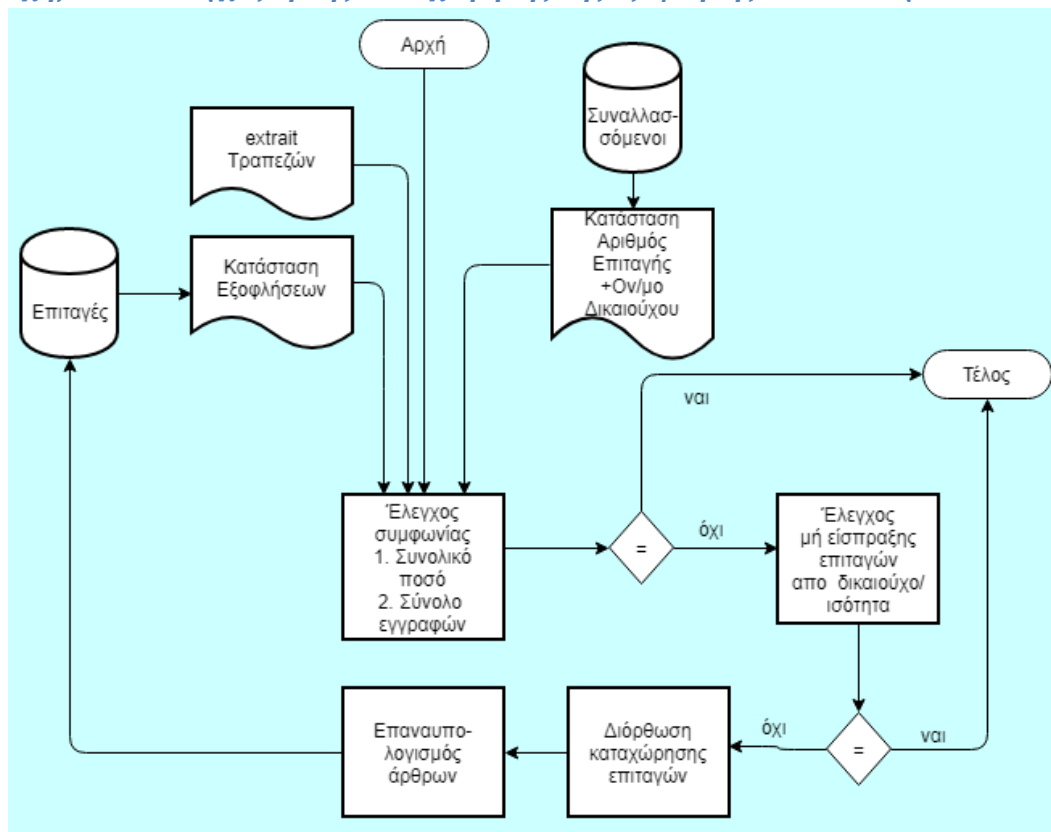 Αρχή
Συναλλασ-
σόμενοι
extrait
Τραπεζών
Κατάσταση
Αριθμός
Επιταγής
+Ον/μο
Δικαιούχου
Επιταγές
Κατάσταση
Εξοφλήσεων
Τέλος
ναι
Έλεγχος
συμφωνίας
1. Συνολικό
ποσό
2. Σύνολο
εγγραφών
=
όχι
Έλεγχος
μή είσπραξης
επιταγών
απο δικαιούχο/
ισότητα
Επαναυπο-
λογισμός
άρθρων
Διόρθωση
καταχώρησης
επιταγών
όχι
=
ναι